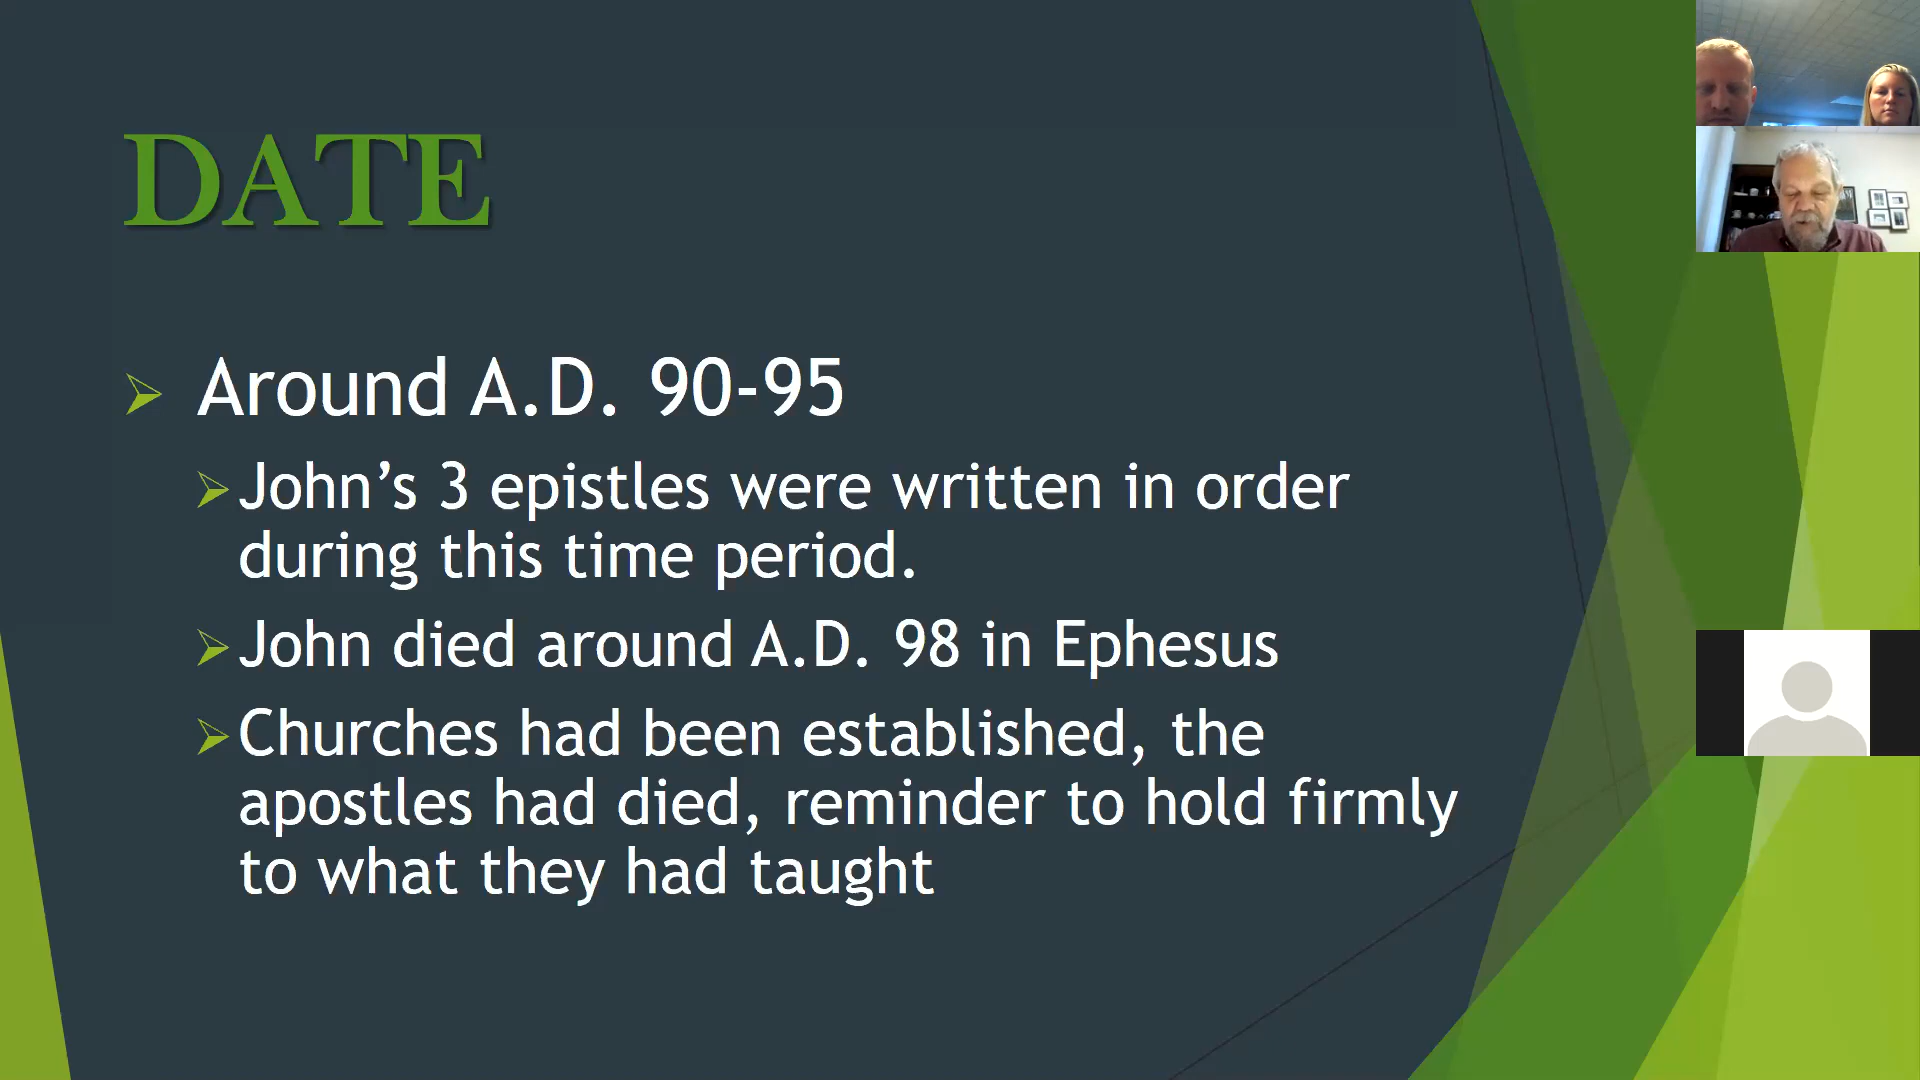 DATE
Around A.D. 90-95
John’s 3 epistles were written in order
during this time period.
John died around A.D. 98 in Ephesus
Churches had been established, the
apostles had died, reminder to hold firmly
to what they had taught